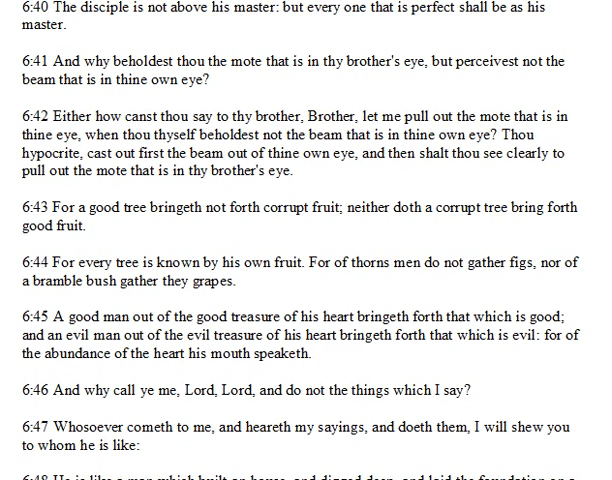 6:40 The disciple is not above his master: but every one that is perfect shall be as his
master.
6:41 And why beholdest thou the mote that is in thy brother's eye, but perceivest not the
beam that is in thine own eye?
6:42 Either how canst thou say to thy brother, Brother, let me pull out the mote that is in
thine eye, when thou thyself beholdest not the beam that is in thine own eye? Thou
hypocrite, cast out first the beam out of thine own eye, and then shalt thou see clearly to
pull out the mote that is in thy brother's eye.
6:43 For a good tree bringeth not forth corrupt fruit; neither doth a corrupt tree bring forth
good fruit.
6:44 For every tree is known by his own fruit. For of thorns men do not gather figs, nor of
a bramble bush gather they grapes.
6:45 A good man out of the good treasure of his heart bringeth forth that which is good;
and an evil man out of the evil treasure of his heart bringeth forth that which is evil: for of
the abundance of the heart his mouth speaketh.
6:46 And why call ye me, Lord, Lord, and do not the things which I say?
6:47 Whosoever cometh to me, and heareth my sayings, and doeth them, I will shew you
to whom he is like: